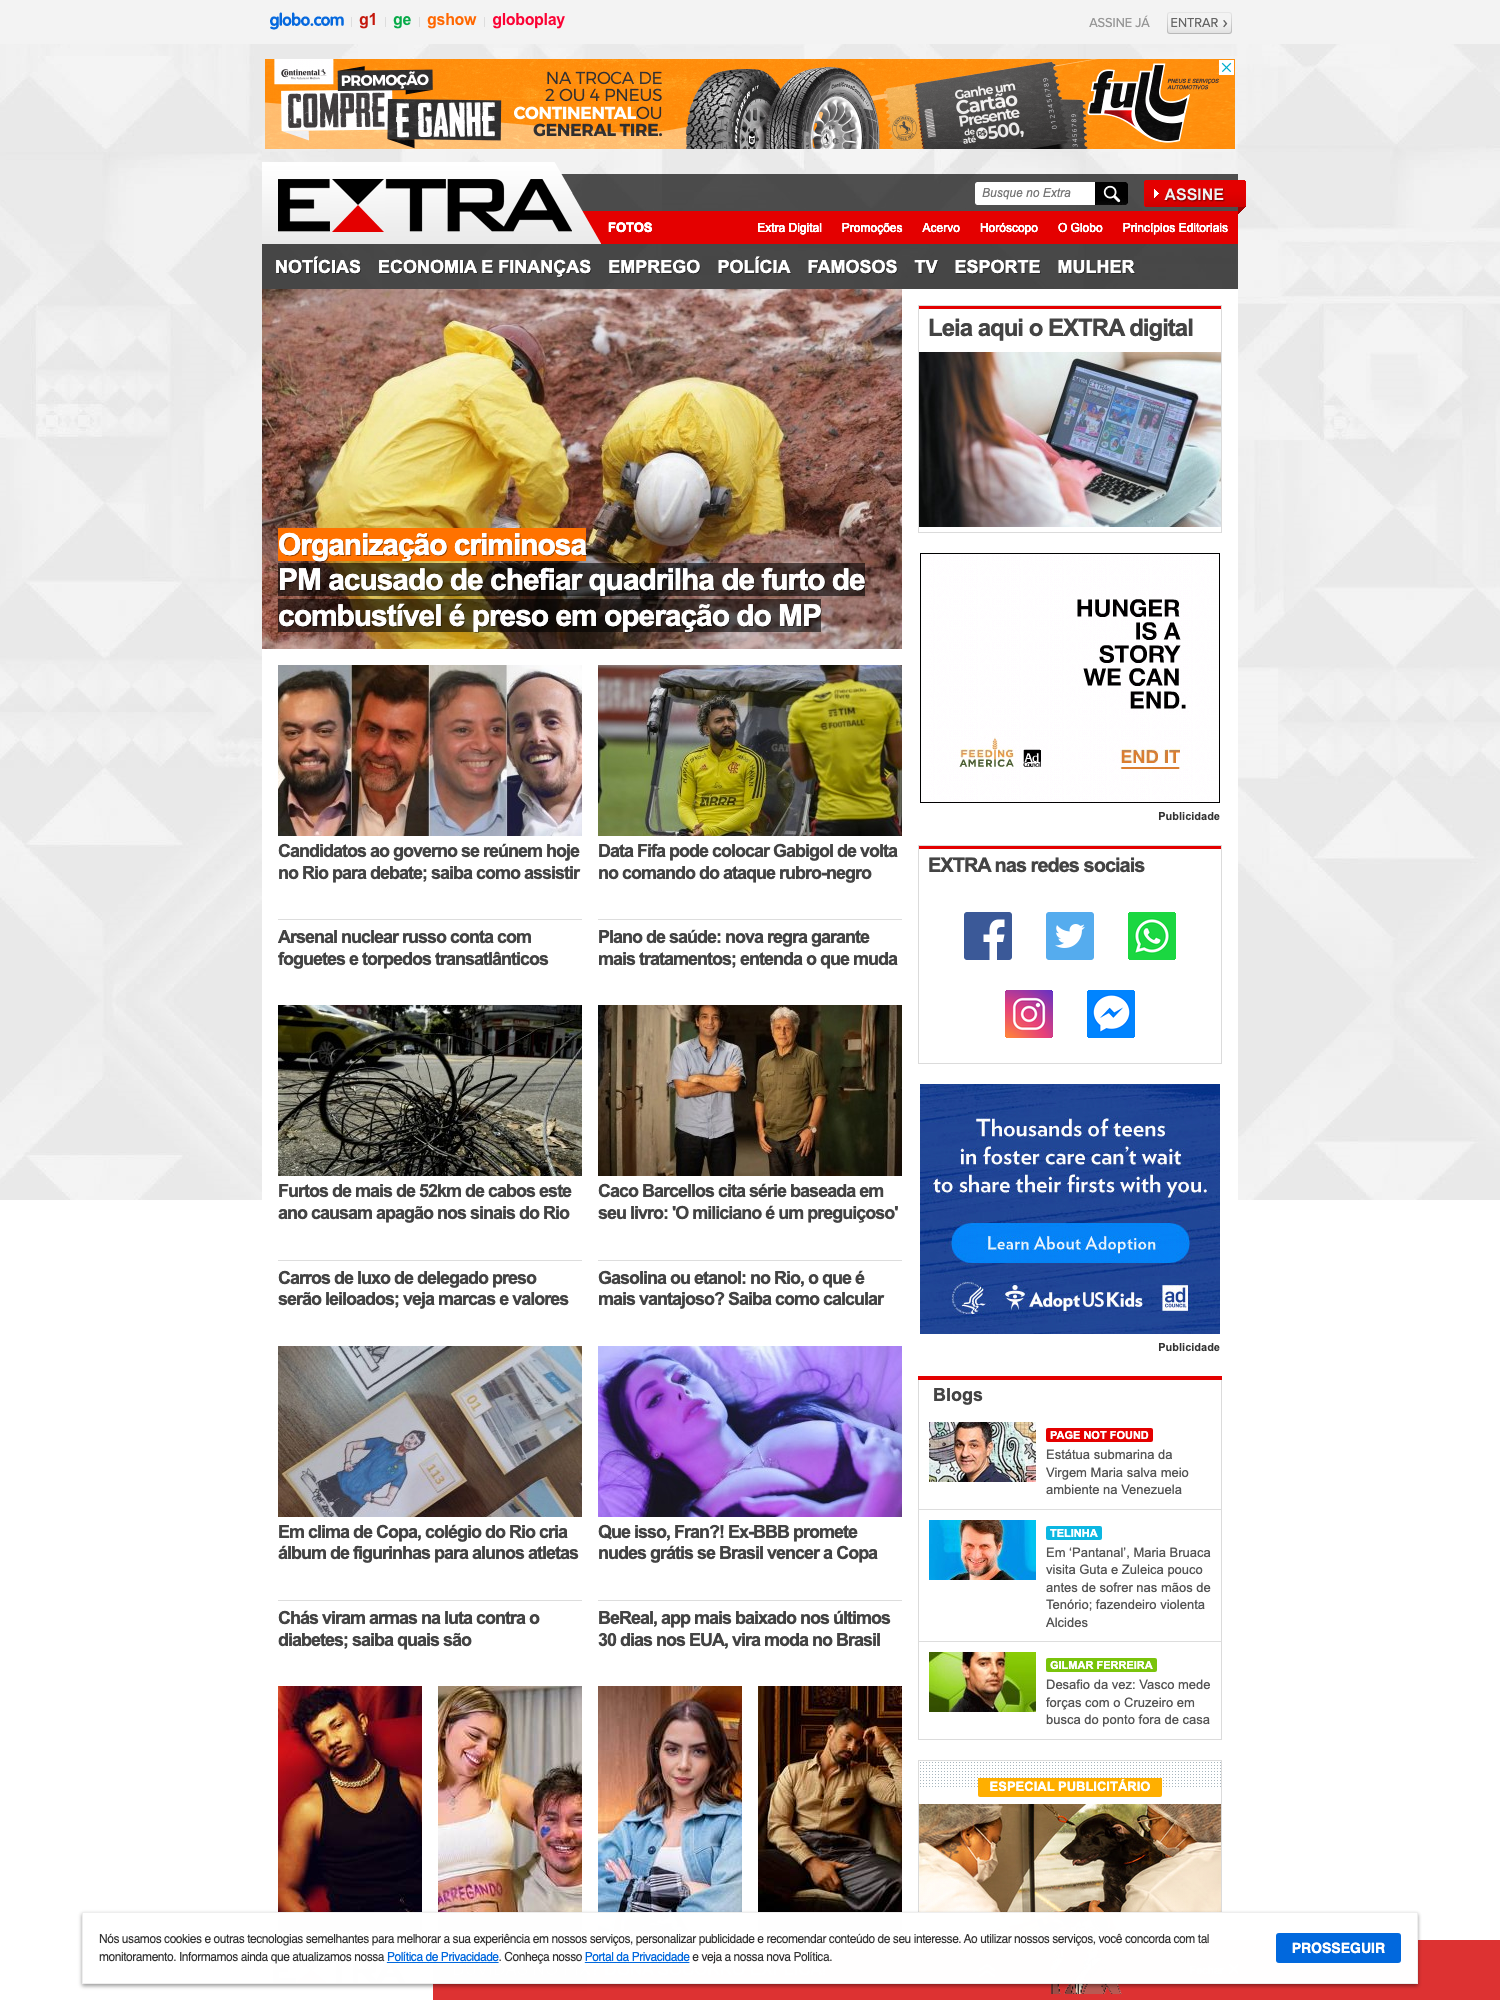 globo.com
g1
ge
gshow
globoplay
ASSINE JÁ
ENTRAR
Continental
PROMOÇÃO
COMPRE
E GANHE
NA TROCA DE
2 OU 4 PNEUS
CONTINENTAL OU
GENERAL TIRE.
Ganhe um
Cartão
Presente
de até R$ 500,
0123456789
full
PNEUS E SERVIÇOS
AUTOMOTIVOS
EXTRA
Busque no Extra
ASSINE
FOTOS
Extra Digital
Promoções
Acervo
Horóscopo
O Globo
Princípios Editoriais
NOTÍCIAS
ECONOMIA E FINANÇAS
EMPREGO
POLÍCIA
FAMOSOS
TV
ESPORTE
MULHER
Organização criminosa
PM acusado de chefiar quadrilha de furto de
combustível é preso em operação do MP
Candidatos ao governo se reúnem hoje
no Rio para debate; saiba como assistir
Data Fifa pode colocar Gabigol de volta
no comando do ataque rubro-negro
Arsenal nuclear russo conta com
foguetes e torpedos transatlânticos
Plano de saúde: nova regra garante
mais tratamentos; entenda o que muda
Furtos de mais de 52km de cabos este
ano causam apagão nos sinais do Rio
Caco Barcellos cita série baseada em
seu livro: 'O miliciano é um preguiçoso'
Carros de luxo de delegado preso
serão leiloados; veja marcas e valores
Gasolina ou etanol: no Rio, o que é
mais vantajoso? Saiba como calcular
01
113
Em clima de Copa, colégio do Rio cria
álbum de figurinhas para alunos atletas
Que isso, Fran?! Ex-BBB promete
nudes grátis se Brasil vencer a Copa
Chás viram armas na luta contra o
diabetes; saiba quais são
BeReal, app mais baixado nos últimos
30 dias nos EUA, vira moda no Brasil
Leia aqui o EXTRA digital
HUNGER
IS A
STORY
WE CAN
END.
FEEDING
AMERICA
Ad
Council
END IT
Publicidade
EXTRA nas redes sociais
Thousands of teens
in foster care can't wait
to share their firsts with you.
Learn About Adoption
AdoptUSKids
ad
COUNCIL
Publicidade
Blogs
PAGE NOT FOUND
Estátua submarina da
Virgem Maria salva meio
ambiente na Venezuela
TELINHA
Em ‘Pantanal’, Maria Bruaca
visita Guta e Zuleica pouco
antes de sofrer nas mãos de
Tenório; fazendeiro violenta
Alcides
GILMAR FERREIRA
Desafio da vez: Vasco mede
forças com o Cruzeiro em
busca do ponto fora de casa
ESPECIAL PUBLICITÁRIO
Nós usamos cookies e outras tecnologias semelhantes para melhorar a sua experiência em nossos serviços, personalizar publicidade e recomendar conteúdo de seu interesse. Ao utilizar nossos serviços, você concorda com tal
monitoramento. Informamos ainda que atualizamos nossa Política de Privacidade. Conheça nosso Portal da Privacidade e veja a nossa nova Política.
PROSSEGUIR